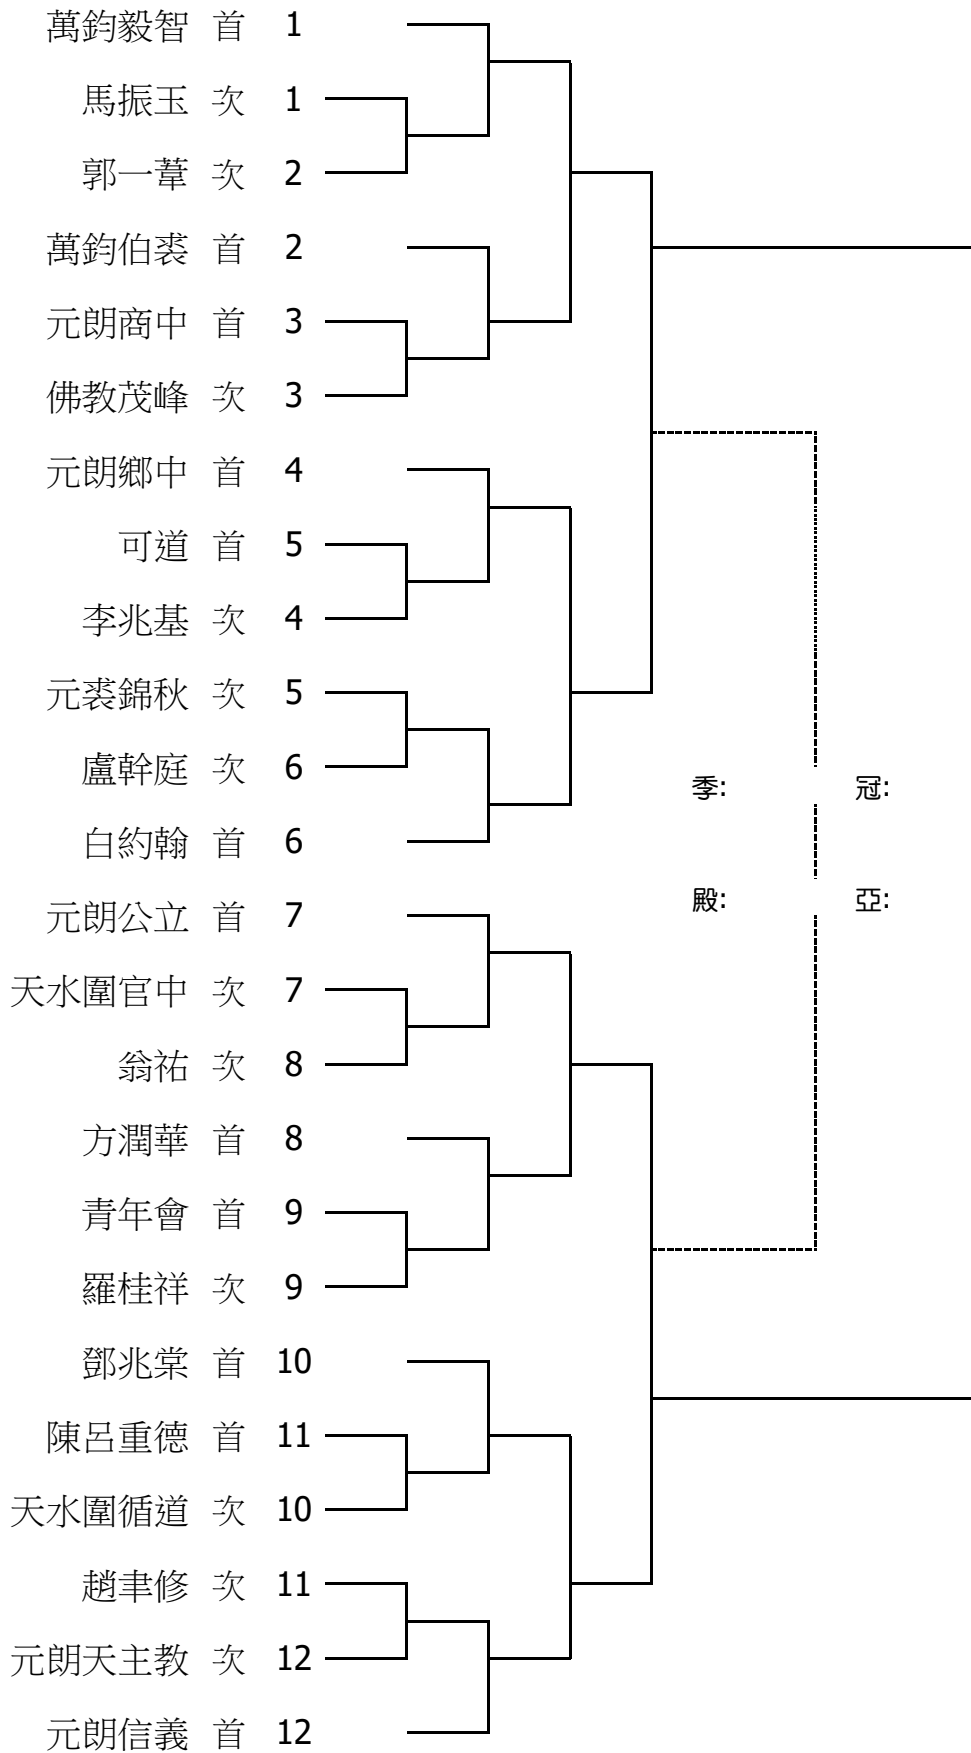 萬鈞毅智 首 1
馬振玉 次 1
郭一葦 次 2
萬鈞伯裘 首 2
元朗商中 首 3
佛教茂峰 次 3
元朗鄉中 首 4
可道 首 5
李兆基 次 4
元裘錦秋 次 5
盧幹庭 次 6
季: 冠:
白約翰 首 6
殿: 亞:
元朗公立 首 7
天水圍官中 次 7
翁祐 次 8
方潤華 首 8
青年會 首 9
羅桂祥 次 9
鄧兆棠 首 10
陳呂重德 首 11
天水圍循道 次 10
趙聿修 次 11
元朗天主教 次 12
元朗信義 首 12